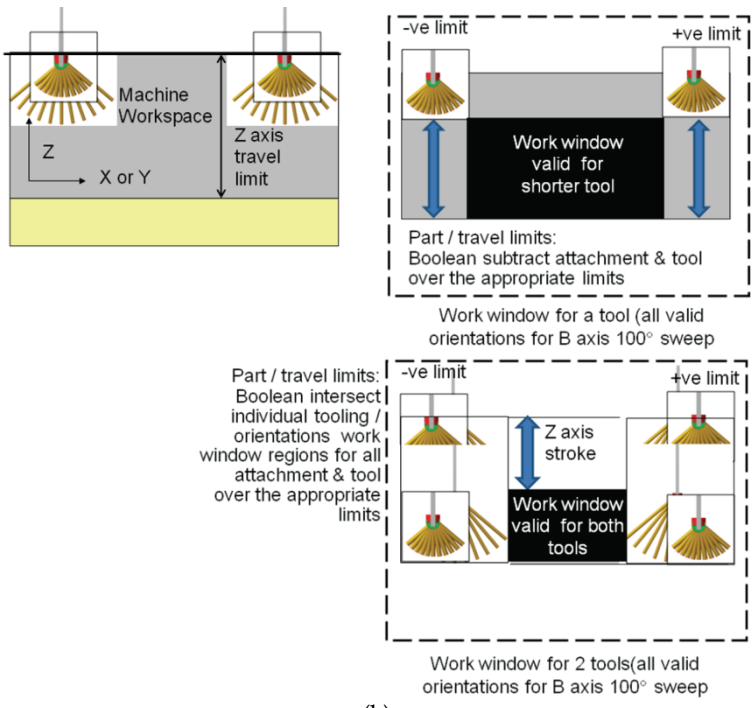 Machine
Workspace
Z axis
travel
limit
Z
X or Y
-ve limit
+ve limit
Work window
valid for
shorter tool
Part / travel limits:
Boolean subtract attachment & tool
over the appropriate limits
Work window for a tool (all valid
orientations for B axis 100° sweep
Part / travel limits:
Boolean intersect
individual tooling /
orientations work
window regions for all
attachment & tool
over the appropriate
limits
-ve limit
+ve limit
Z axis
stroke
Work window
valid for both
tools
Work window for 2 tools(all valid
orientations for B axis 100° sweep